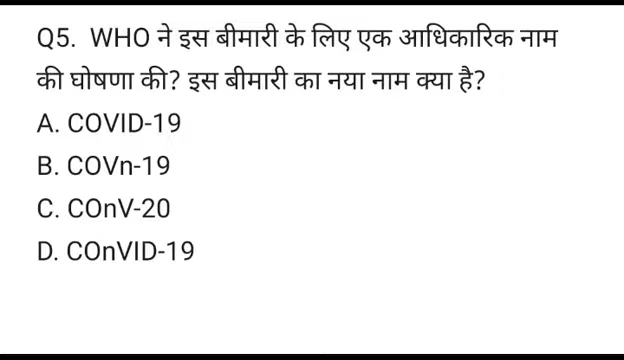 Q5. WHO ने इस बीमारी के लिए एक आधिकारिक नाम
की घोषणा की? इस बीमारी का नया नाम क्या है?
A. COVID-19
B. COVn-19
C. COnV-20
D. COnVID-19